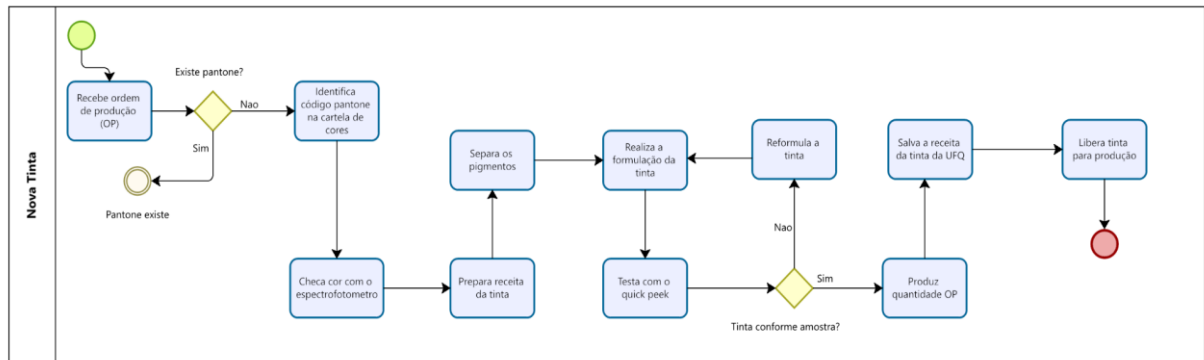 Nova Tinta
Recebe ordem
de produção
(OP)
Existe pantone?
Nao
Sim
Pantone existe
Identifica
código pantone
na cartela de
cores
Checa cor com o
espectrofotometro
Prepara receita
da tinta
Separa os
pigmentos
Realiza a
formulação da
tinta
Testa com o
quick peek
Tinta conforme amostra?
Nao
Reformula a
tinta
Sim
Produz
quantidade OP
Salva a receita
da tinta da UFQ
Libera tinta
para produção